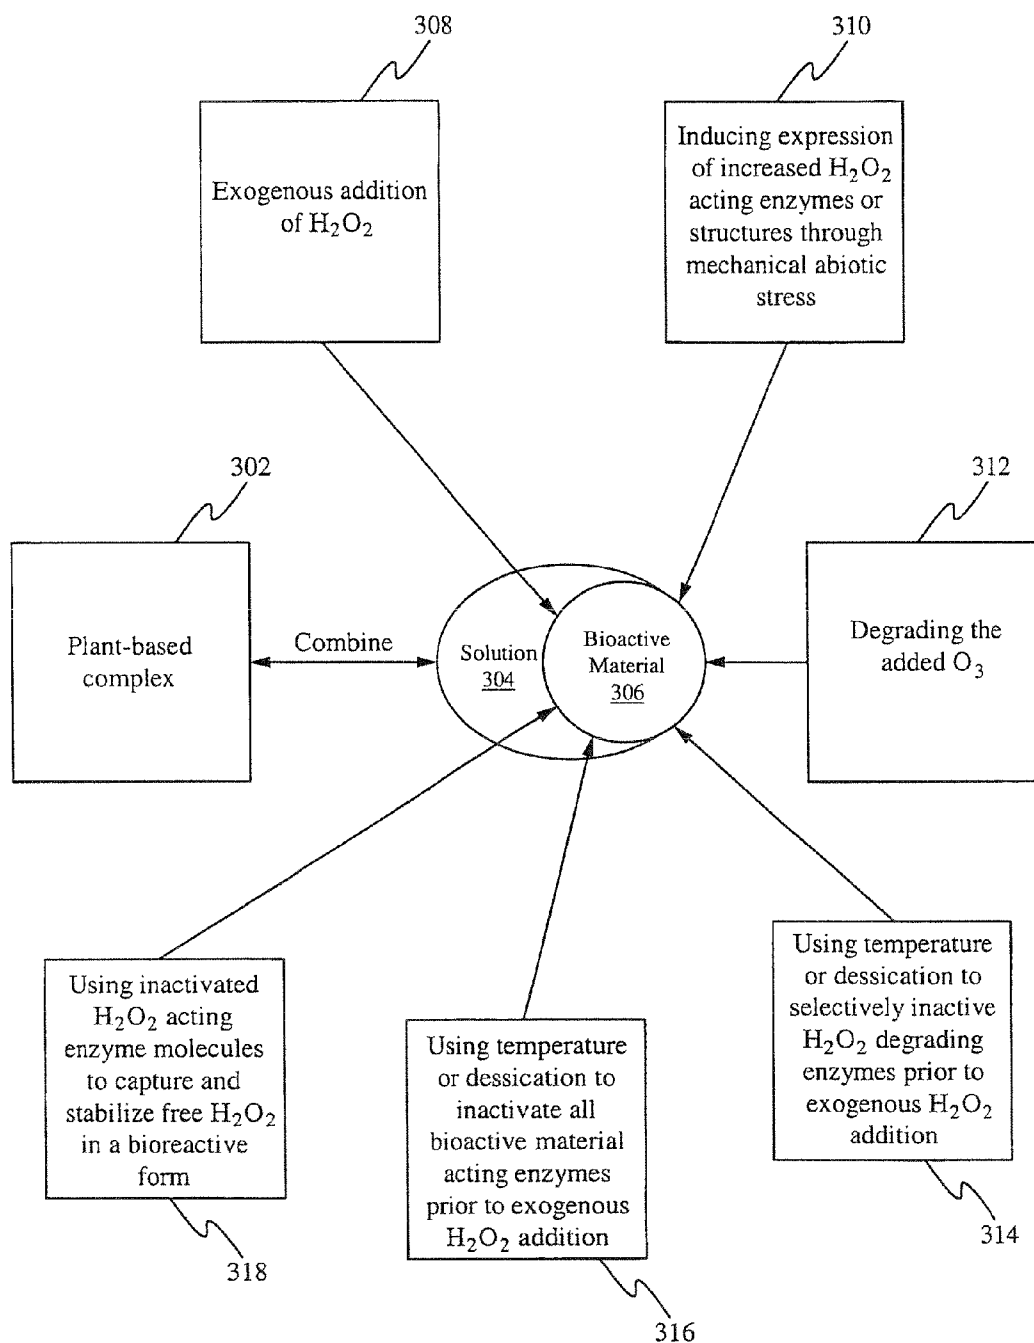 308
310
Exogenous addition
of H₂O₂
Inducing expression
of increased H₂O₂
acting enzymes or
structures through
mechanical abiotic
stress
302
312
Plant-based
complex
Combine
Solution
304
Bioactive
Material
306
Degrading the
added O₃
Using inactivated
H₂O₂ acting
enzyme molecules
to capture and
stabilize free H₂O₂
in a bioreactive
form
318
Using temperature
or dessication to
inactivate all
bioactive material
acting enzymes
prior to exogenous
H₂O₂ addition
316
Using temperature
or dessication to
selectively inactive
H₂O₂ degrading
enzymes prior to
exogenous H₂O₂
addition
314